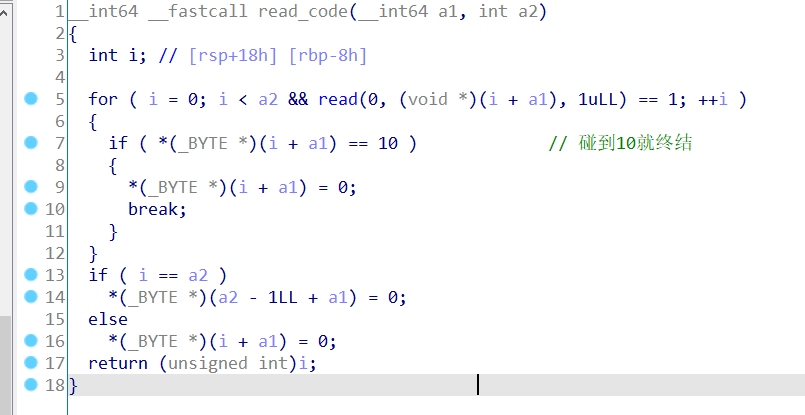 1 __int64 __fastcall read_code(__int64 a1, int a2)
2 {
3   int i; // [rsp+18h] [rbp-8h]
4
5   for ( i = 0; i < a2 && read(0, (void *)(i + a1), 1uLL) == 1; ++i )
6   {
7     if ( *(_BYTE *)(i + a1) == 10 )             // 碰到10就终结
8     {
9       *(_BYTE *)(i + a1) = 0;
10       break;
11     }
12   }
13   if ( i == a2 )
14     *(_BYTE *)(a2 - 1LL + a1) = 0;
15   else
16     *(_BYTE *)(i + a1) = 0;
17   return (unsigned int)i;
18 }